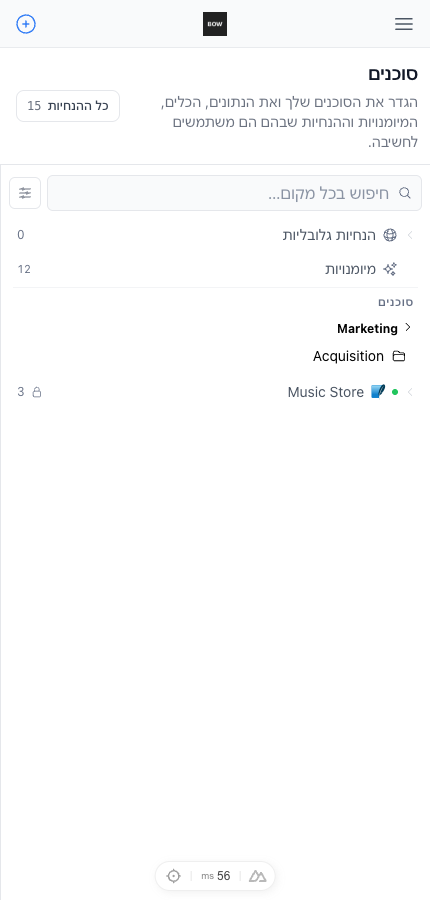 BOW
סוכנים
הגדר את הסוכנים שלך ואת הנתונים, הכלים,
המיומנויות וההנחיות שבהם הם משתמשים
לחשיבה.
כל ההנחיות 15
חיפוש בכל מקום...
הנחיות גלובליות 0
מיומנויות 12
סוכנים
Marketing
Acquisition
Music Store 3
56 ms